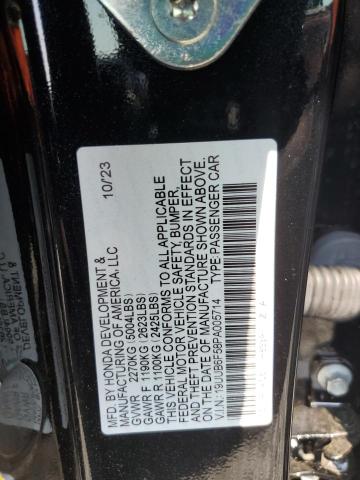 MFD. BY HONDA DEVELOPMENT & 10/23
MANUFACTURING OF AMERICA, LLC
GVWR 2270KG (5004LBS)
GAWR F 1190KG (2623LBS)
GAWR R 1100KG (2425LBS)
THIS VEHICLE CONFORMS TO ALL APPLICABLE
FEDERAL MOTOR VEHICLE SAFETY, BUMPER,
AND THEFT PREVENTION STANDARDS IN EFFECT
ON THE DATE OF MANUFACTURE SHOWN ABOVE.
V.I.N.: 19UUB6F58PA005714 TYPE: PASSENGER CAR